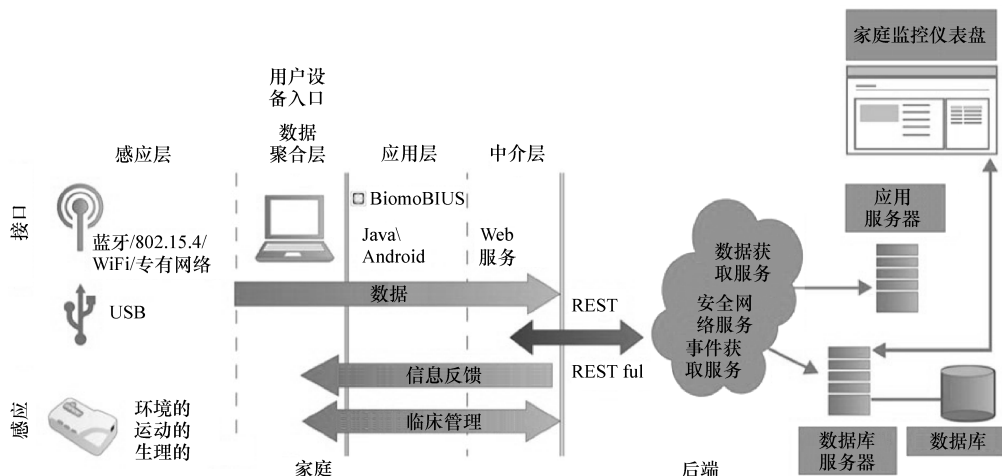 家庭监控仪表盘
用户设
备入口
数据
聚合层
感应层
应用层
中介层
接口
BiomoBIUS
应用
服务器
蓝牙/802.15.4/
WiFi/专有网络
Java\
Android
Web
服务
数据获
取服务
数据
USB
REST
安全网
络服务
事件获
取服务
信息反馈
REST ful
感应
环境的
运动的
生理的
临床管理
数据库
服务器
数据库
家庭
后端